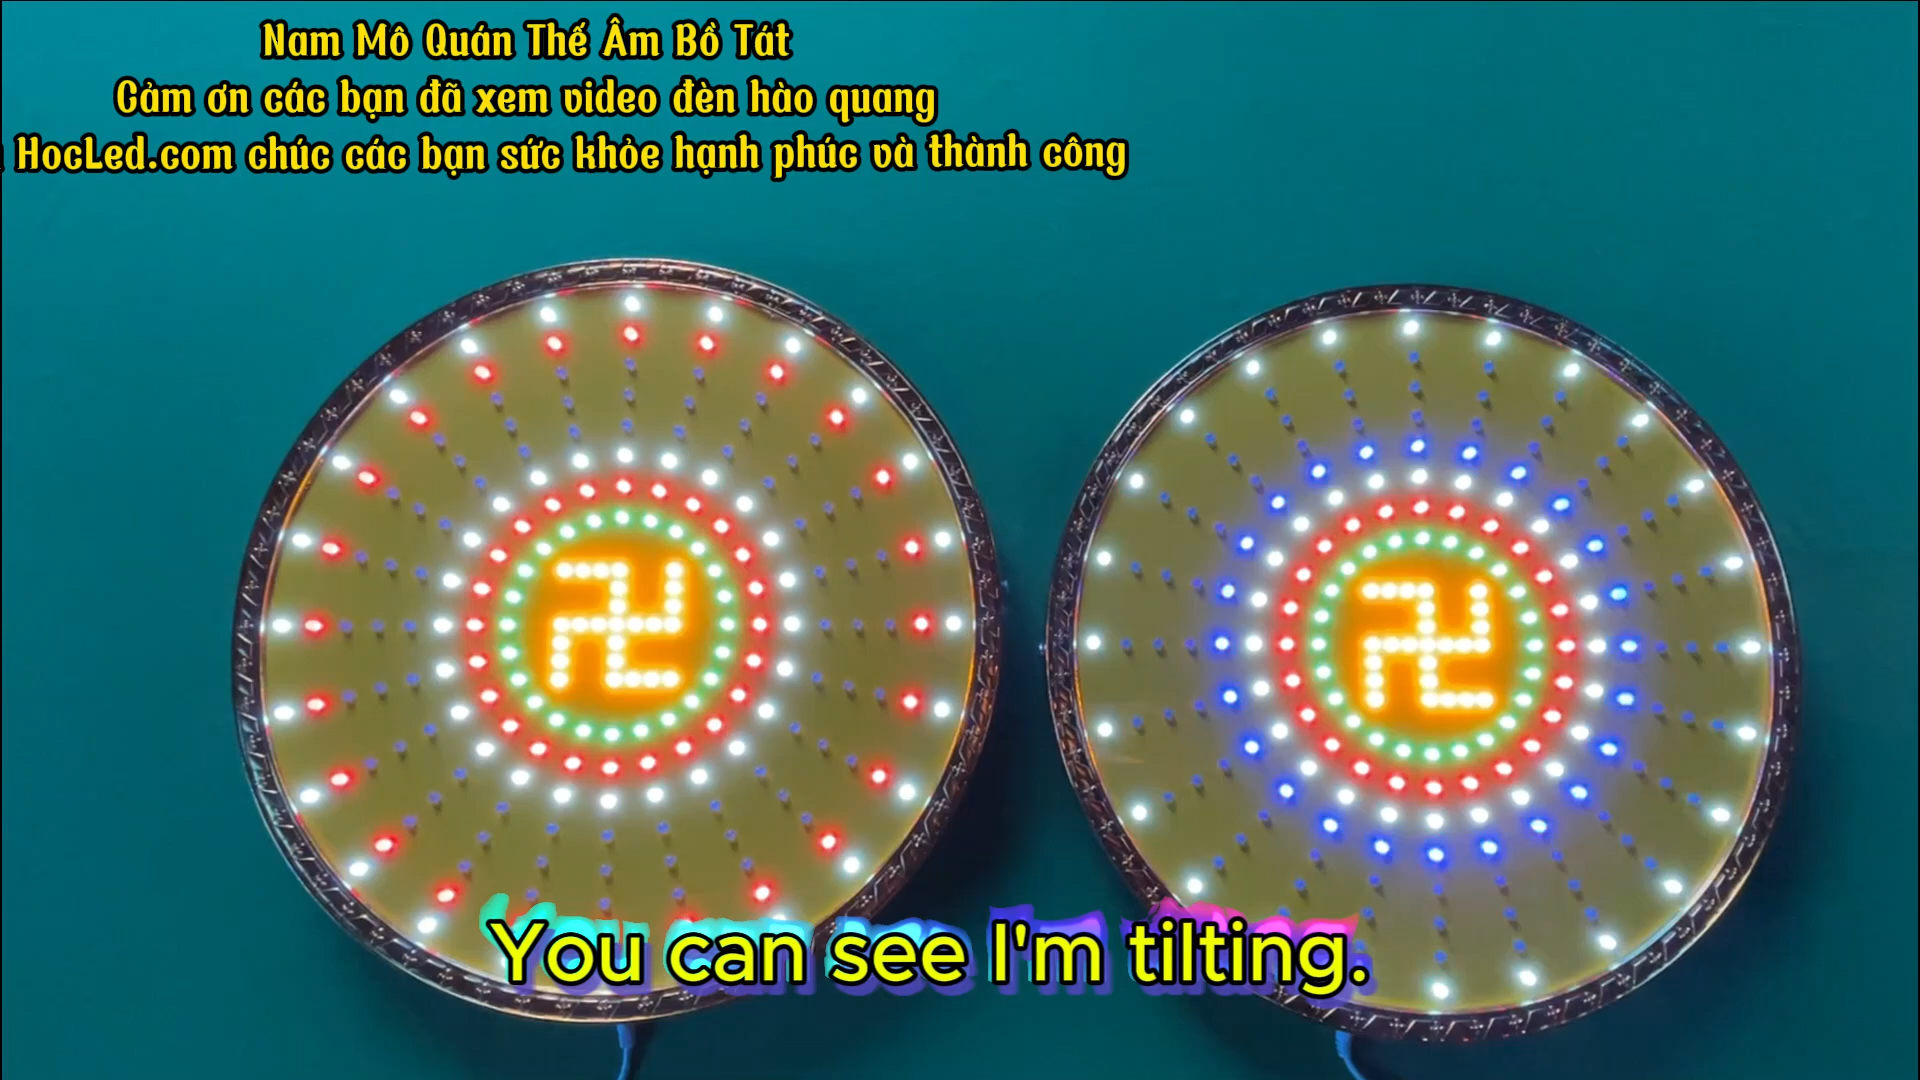 Nam Mô Quán Thế Âm Bồ Tát
Cảm ơn các bạn đã xem video đèn hào quang
HocLed.com chúc các bạn sức khỏe hạnh phúc và thành công
You can see I'm tilting.